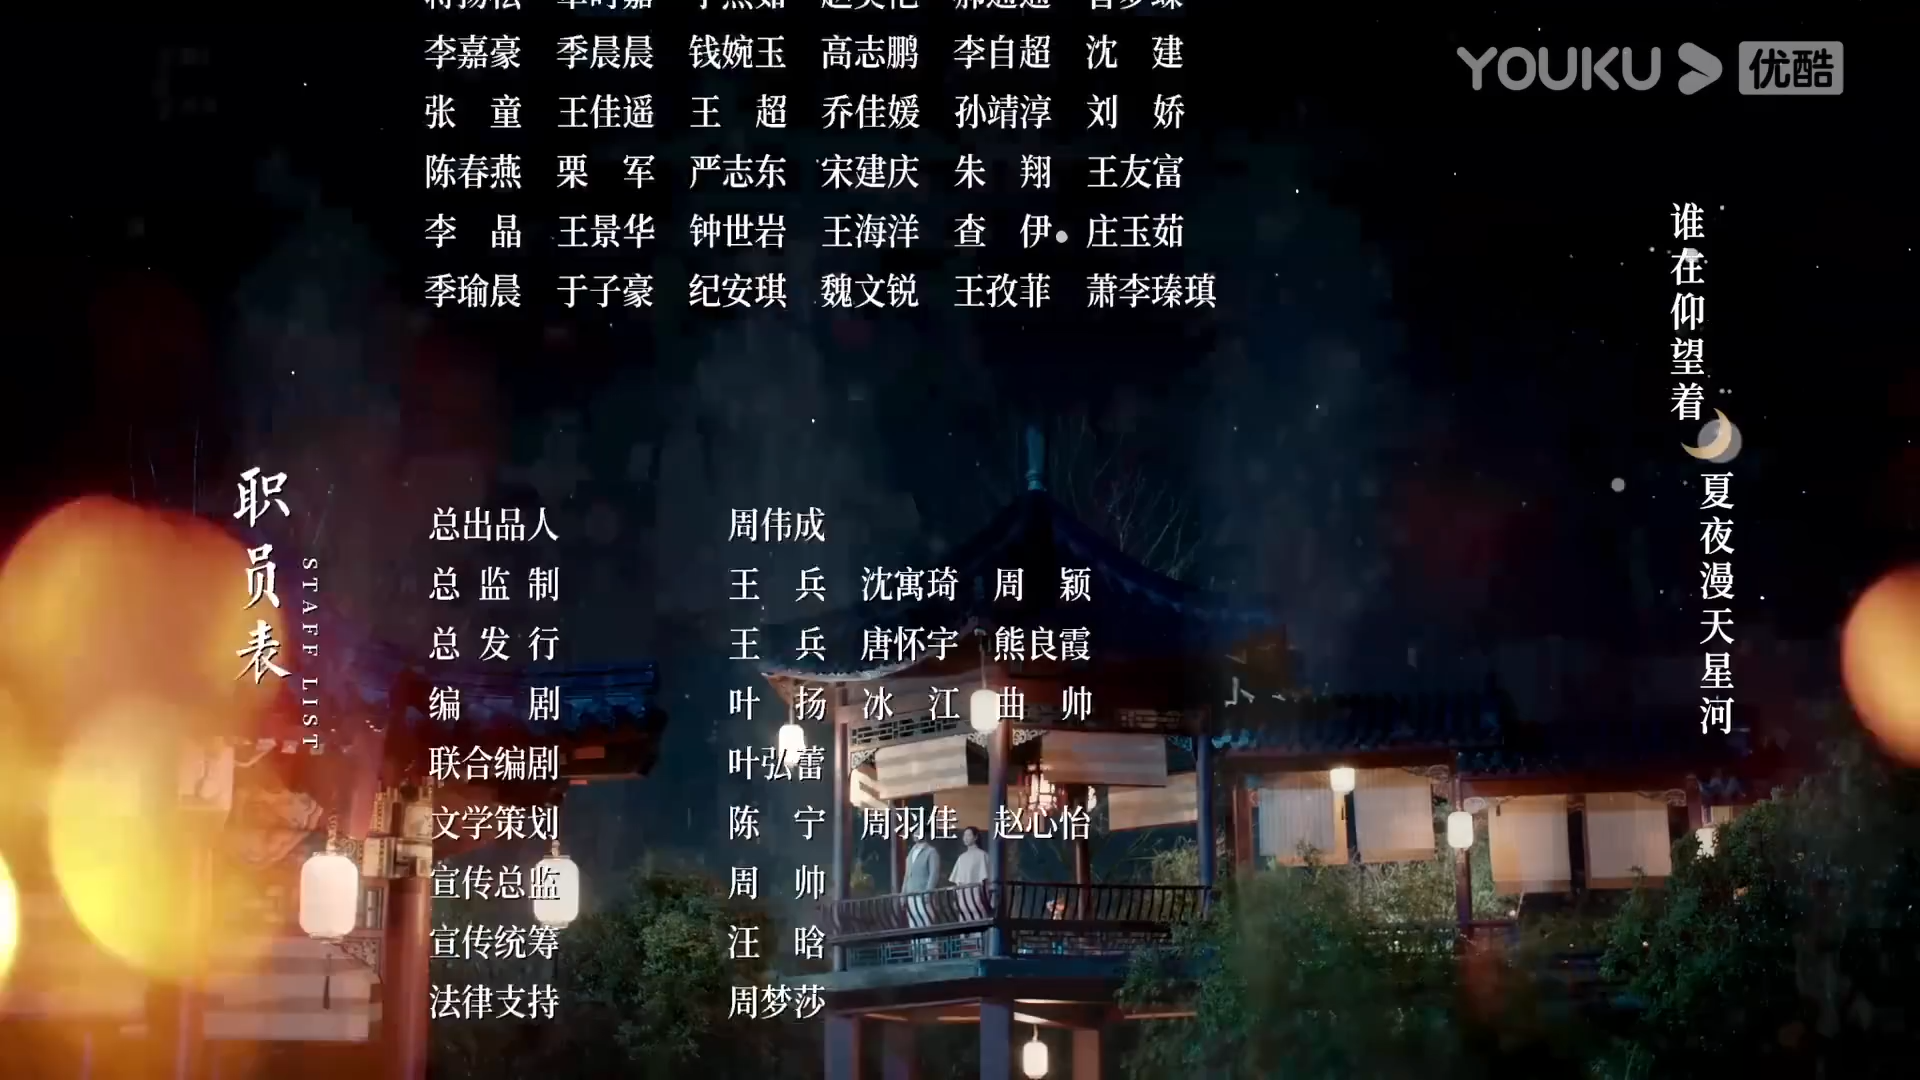 李嘉豪 季晨晨 钱婉玉 高志鹏 李自超 沈 建
张 童 王佳遥 王 超 乔佳媛 孙靖淳 刘 娇
陈春燕 栗 军 严志东 宋建庆 朱 翔 王友富
李 晶 王景华 钟世岩 王海洋 查 伊 庄玉茹
季瑜晨 于子豪 纪安琪 魏文锐 王孜菲 萧李瑧瑱
YOUKU 优酷
谁在仰望着
夏夜漫天星河
职员表
STAFF LIST
总出品人 周伟成
总监制 王 兵 沈寓琦 周 颖
总发行 王 兵 唐怀宇 熊良霞
编剧 叶 扬 冰 江 曲 帅
联合编剧 叶弘蕾
文学策划 陈 宁 周羽佳 赵心怡
宣传总监 周 帅
宣传统筹 汪 晗
法律支持 周梦莎